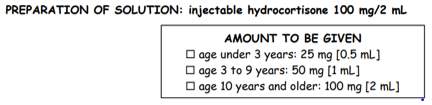 PREPARATION OF SOLUTION: injectable hydrocortisone 100 mg/2 mL
AMOUNT TO BE GIVEN
☐ age under 3 years: 25 mg [0.5 mL]
☐ age 3 to 9 years: 50 mg [1 mL]
☐ age 10 years and older: 100 mg [2 mL]